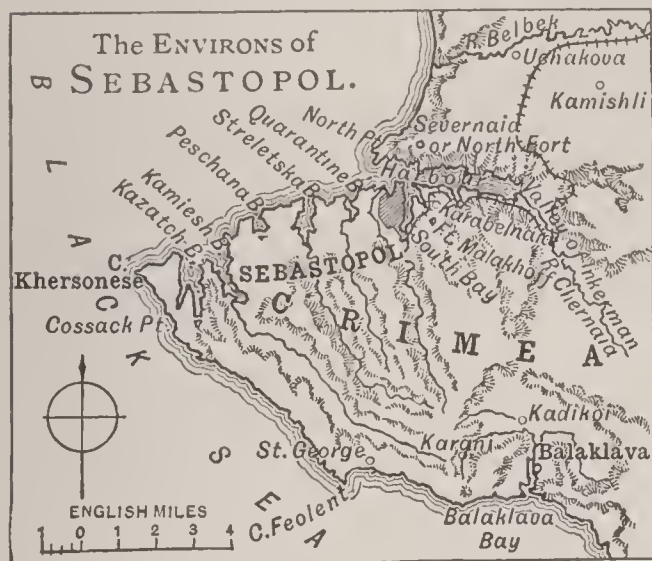 The ENVIRONS of
SEBASTOPOL.
BLACK SEA
R. Belbek
Uchakova
Kamishli
North Pt.
Severnaia
or North Fort
Quarantine B.
Streletska B.
Peschana B.
Kamiesh B.
Kazatch B.
Harbour
Karabelnaia
Ft. Malakhoff
South Bay
Vale of Inkerman
R. Chernaia
C.
Khersonese
SEBASTOPOL
CRIMEA
Cossack Pt.
Kadikoi
St. George
Karani
Balaklava
C. Feolent
Balaklava
Bay
ENGLISH MILES
1 0 1 2 3 4